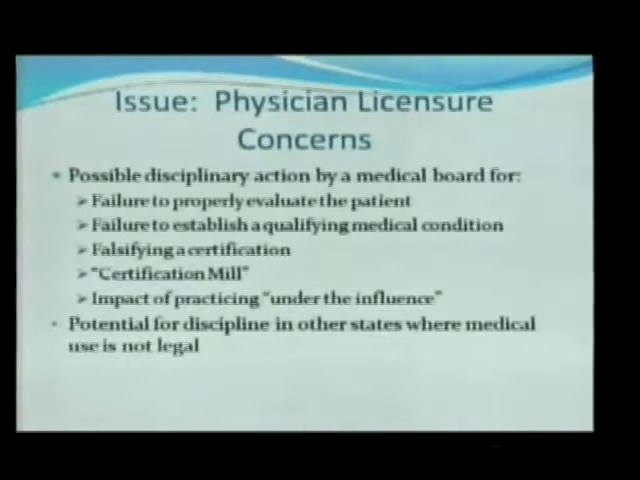 Issue: Physician Licensure
Concerns
Possible disciplinary action by a medical board for:
Failure to properly evaluate the patient
Failure to establish a qualifying medical condition
Falsifying a certification
"Certification Mill"
Impact of practicing "under the influence"
Potential for discipline in other states where medical
use is not legal